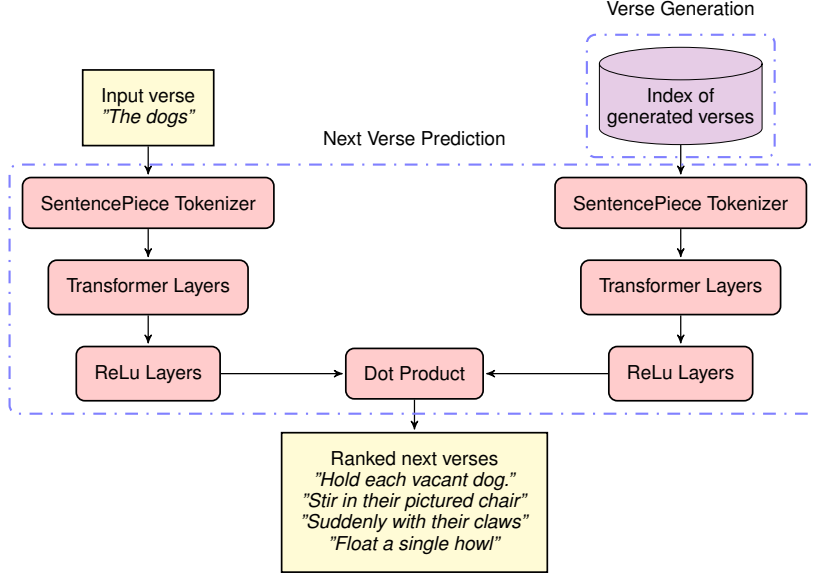 Verse Generation
Input verse
”The dogs”
Index of
generated verses
Next Verse Prediction
SentencePiece Tokenizer
SentencePiece Tokenizer
Transformer Layers
Transformer Layers
ReLu Layers
Dot Product
ReLu Layers
Ranked next verses
”Hold each vacant dog.”
”Stir in their pictured chair”
”Suddenly with their claws”
”Float a single howl”